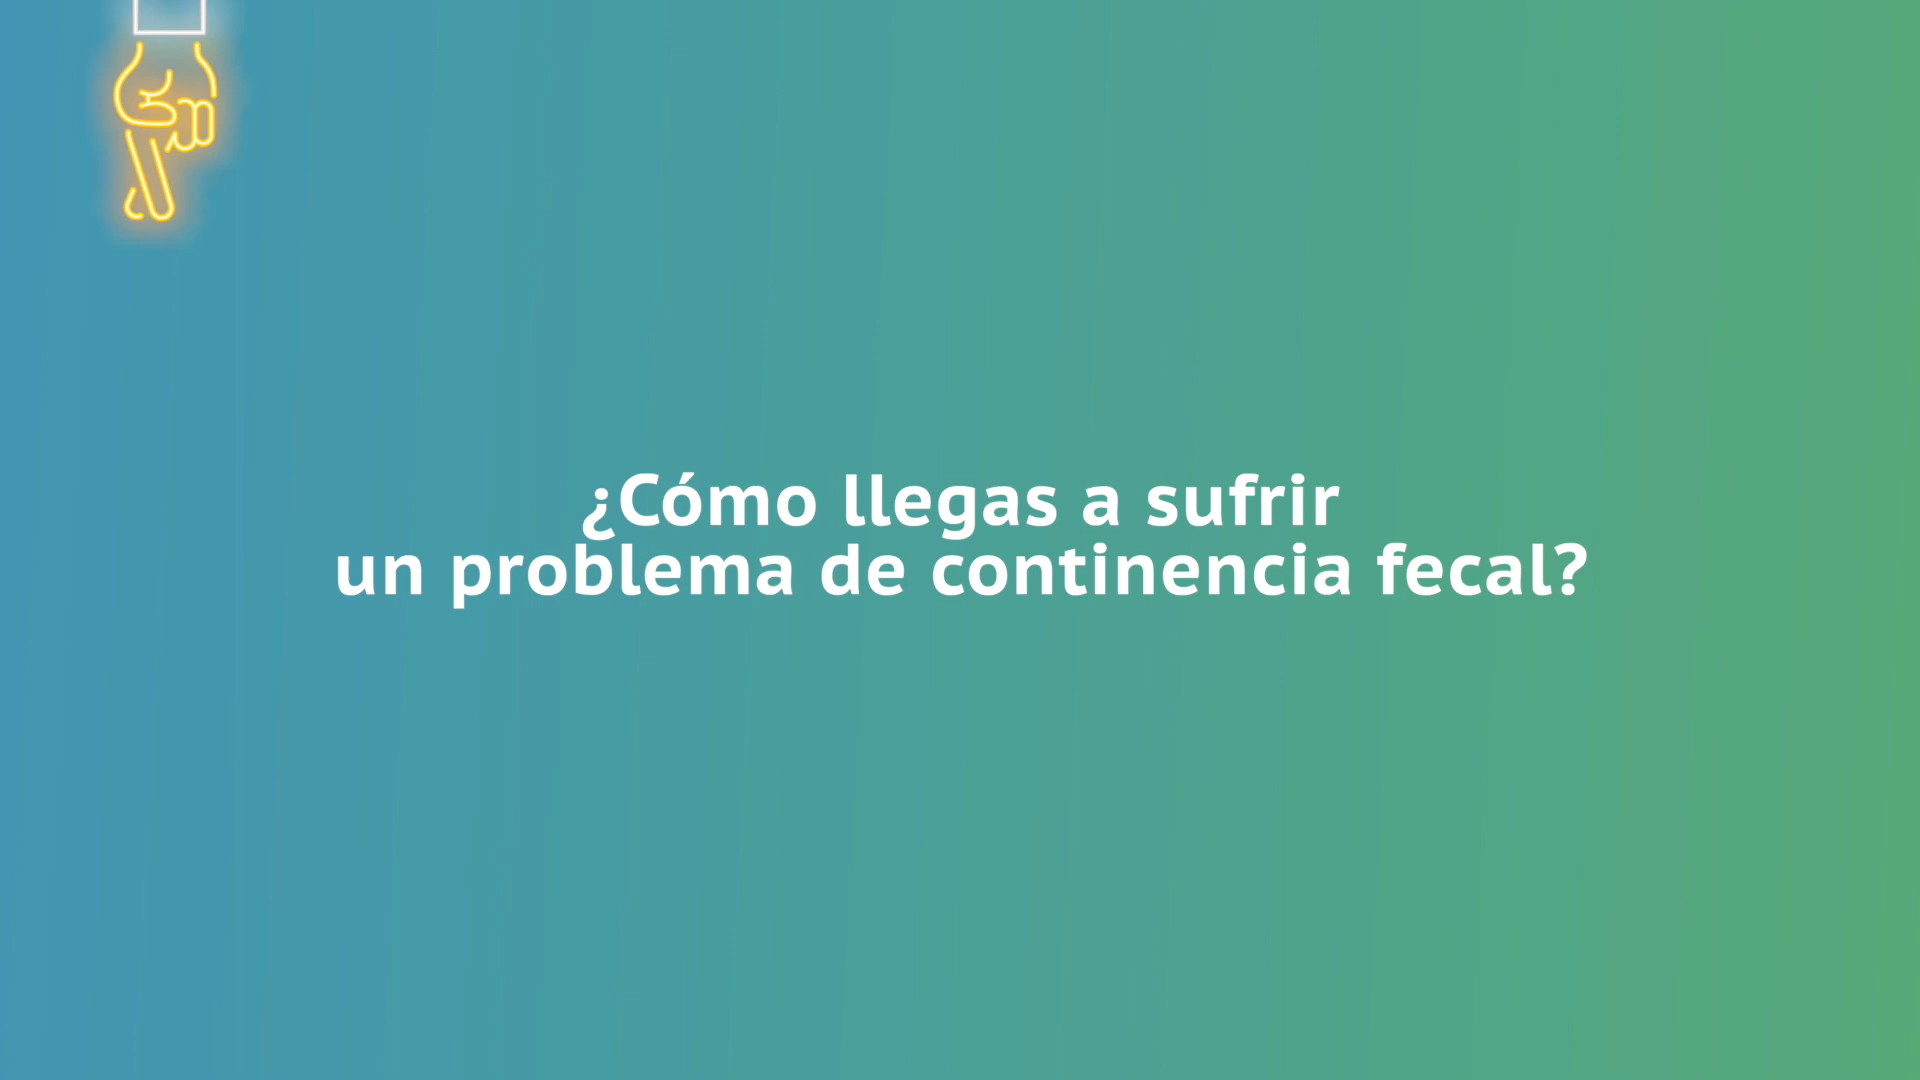 ¿Cómo llegas a sufrir
un problema de continencia fecal?